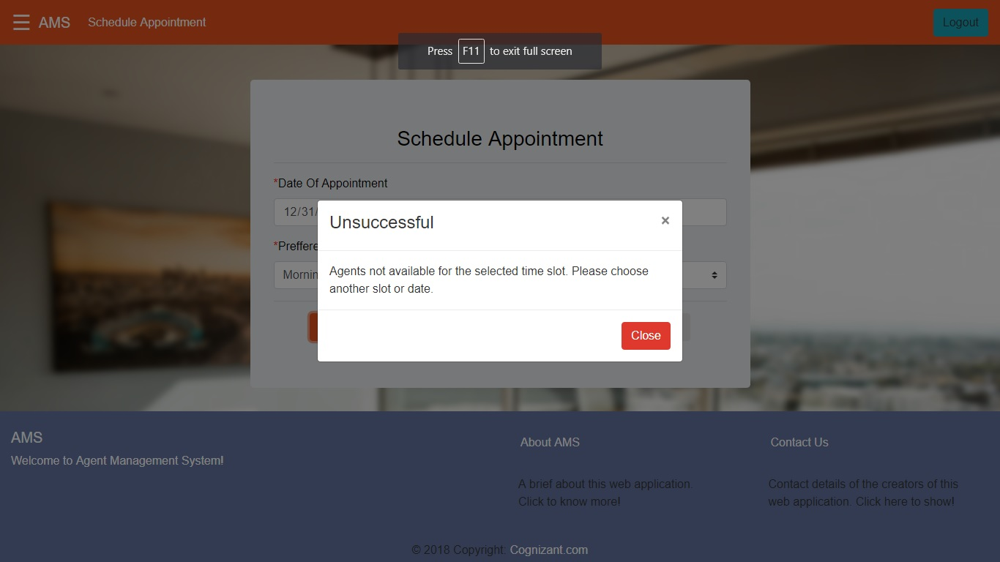 ☰ AMS Schedule Appointment Logout
Press F11 to exit full screen
Schedule Appointment
*Date Of Appointment
12/31/
Unsuccessful ×
*Preffere
Agents not available for the selected time slot. Please choose
another slot or date.
Mornin
Close
AMS
Welcome to Agent Management System!
About AMS
A brief about this web application.
Click to know more!
Contact Us
Contact details of the creators of this
web application. Click here to show!
© 2018 Copyright: Cognizant.com